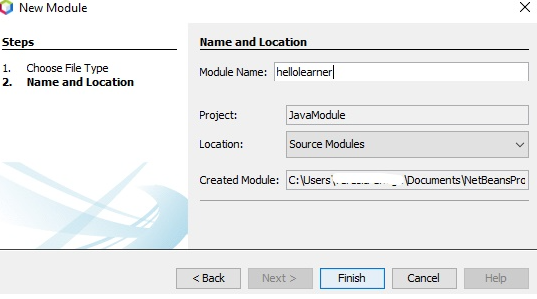 New Module
Steps
1. Choose File Type
2. Name and Location
Name and Location
Module Name: hellolearner
Project: JavaModule
Location: Source Modules
Created Module: C:\Users\ \Documents\NetBeansPro
< Back
Next >
Finish
Cancel
Help